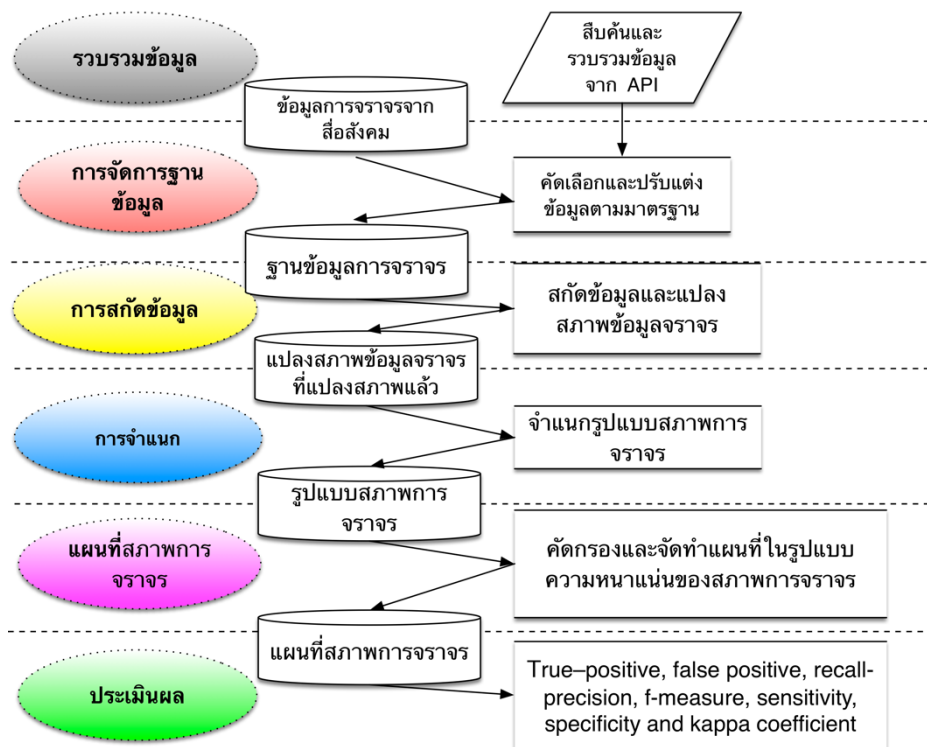 รวบรวมข้อมูล
สืบค้นและ
รวบรวมข้อมูล
จาก API
ข้อมูลการจราจรจาก
สื่อสังคม
การจัดการฐาน
ข้อมูล
คัดเลือกและปรับแต่ง
ข้อมูลตามมาตรฐาน
ฐานข้อมูลการจราจร
การสกัดข้อมูล
สกัดข้อมูลและแปลง
สภาพข้อมูลจราจร
แปลงสภาพข้อมูลจราจร
ที่แปลงสภาพแล้ว
การจำแนก
จำแนกรูปแบบสภาพการ
จราจร
รูปแบบสภาพการ
จราจร
แผนที่สภาพการ
จราจร
คัดกรองและจัดทำแผนที่ในรูปแบบ
ความหนาแน่นของสภาพการจราจร
แผนที่สภาพการจราจร
ประเมินผล
True–positive, false positive, recall-
precision, f-measure, sensitivity,
specificity and kappa coefficient